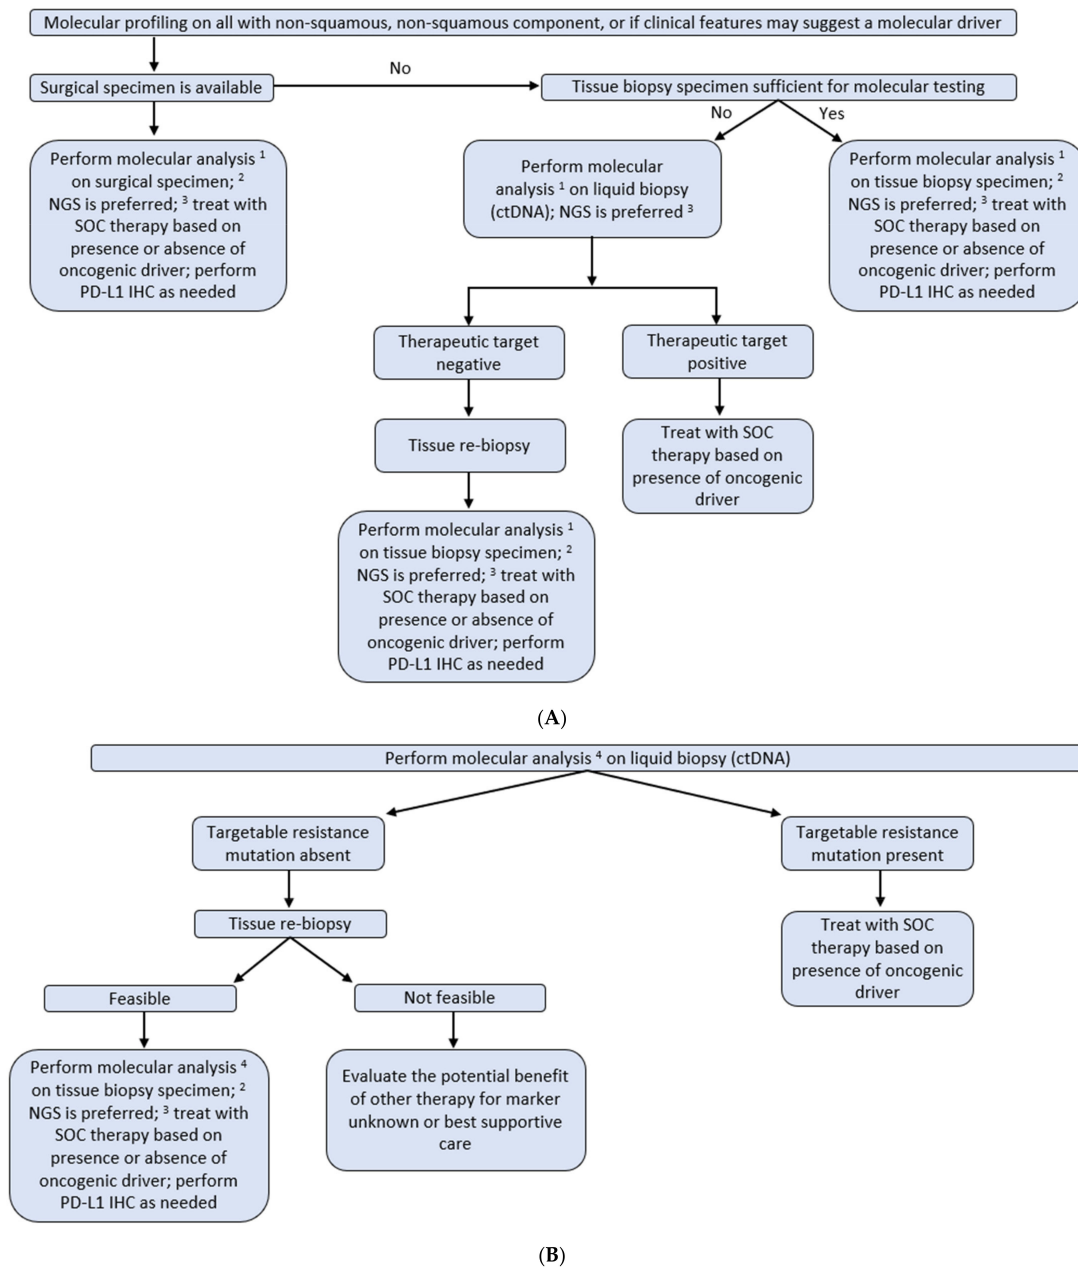 Molecular profiling on all with non-squamous, non-squamous component, or if clinical features may suggest a molecular driver
Surgical specimen is available
No
Tissue biopsy specimen sufficient for molecular testing
No
Yes
Perform molecular analysis ¹
on surgical specimen; ²
NGS is preferred; ³ treat with
SOC therapy based on
presence or absence of
oncogenic driver; perform
PD-L1 IHC as needed
Perform molecular
analysis ¹ on liquid biopsy
(ctDNA); NGS is preferred ³
Perform molecular analysis ¹
on tissue biopsy specimen; ²
NGS is preferred; ³ treat with
SOC therapy based on
presence or absence of
oncogenic driver; perform
PD-L1 IHC as needed
Therapeutic target
negative
Therapeutic target
positive
Tissue re-biopsy
Treat with SOC
therapy based on
presence of oncogenic
driver
Perform molecular analysis ¹
on tissue biopsy specimen; ²
NGS is preferred; ³ treat with
SOC therapy based on
presence or absence of
oncogenic driver; perform
PD-L1 IHC as needed
(A)
Perform molecular analysis ⁴ on liquid biopsy (ctDNA)
Targetable resistance
mutation absent
Targetable resistance
mutation present
Tissue re-biopsy
Treat with SOC
therapy based on
presence of oncogenic
driver
Feasible
Not feasible
Perform molecular analysis ⁴
on tissue biopsy specimen; ²
NGS is preferred; ³ treat with
SOC therapy based on
presence or absence of
oncogenic driver; perform
PD-L1 IHC as needed
Evaluate the potential benefit
of other therapy for marker
unknown or best supportive
care
(B)